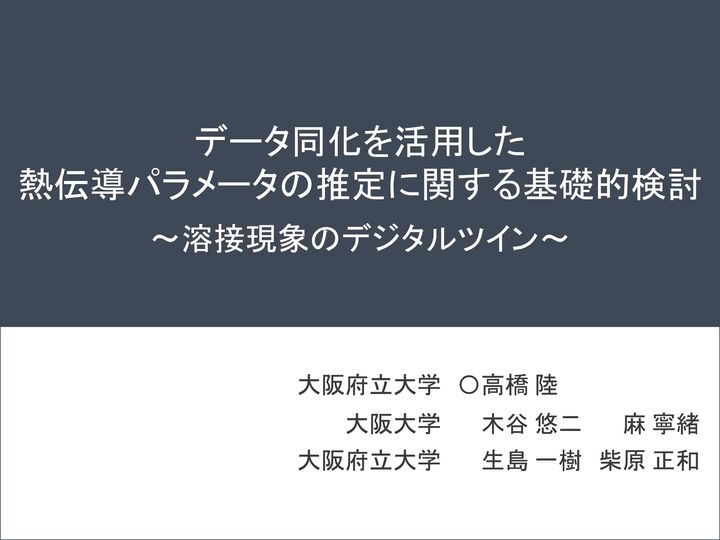 データ同化を活用した
熱伝導パラメータの推定に関する基礎的検討
～溶接現象のデジタルツイン～
大阪府立大学 〇高橋 陸
大阪大学 木谷 悠二 麻 寧緒
大阪府立大学 生島 一樹 柴原 正和